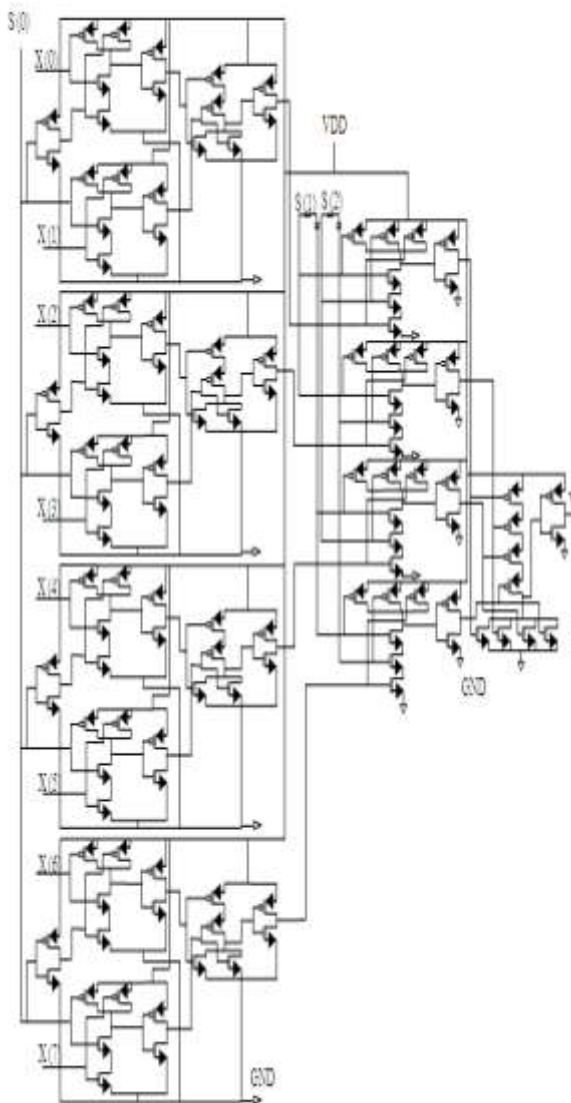 S(0)
X(0)
VDD
S(1) S(2)
X(1)
X(2)
X(3)
X(4)
GND
X(5)
X(6)
GND
X(7)